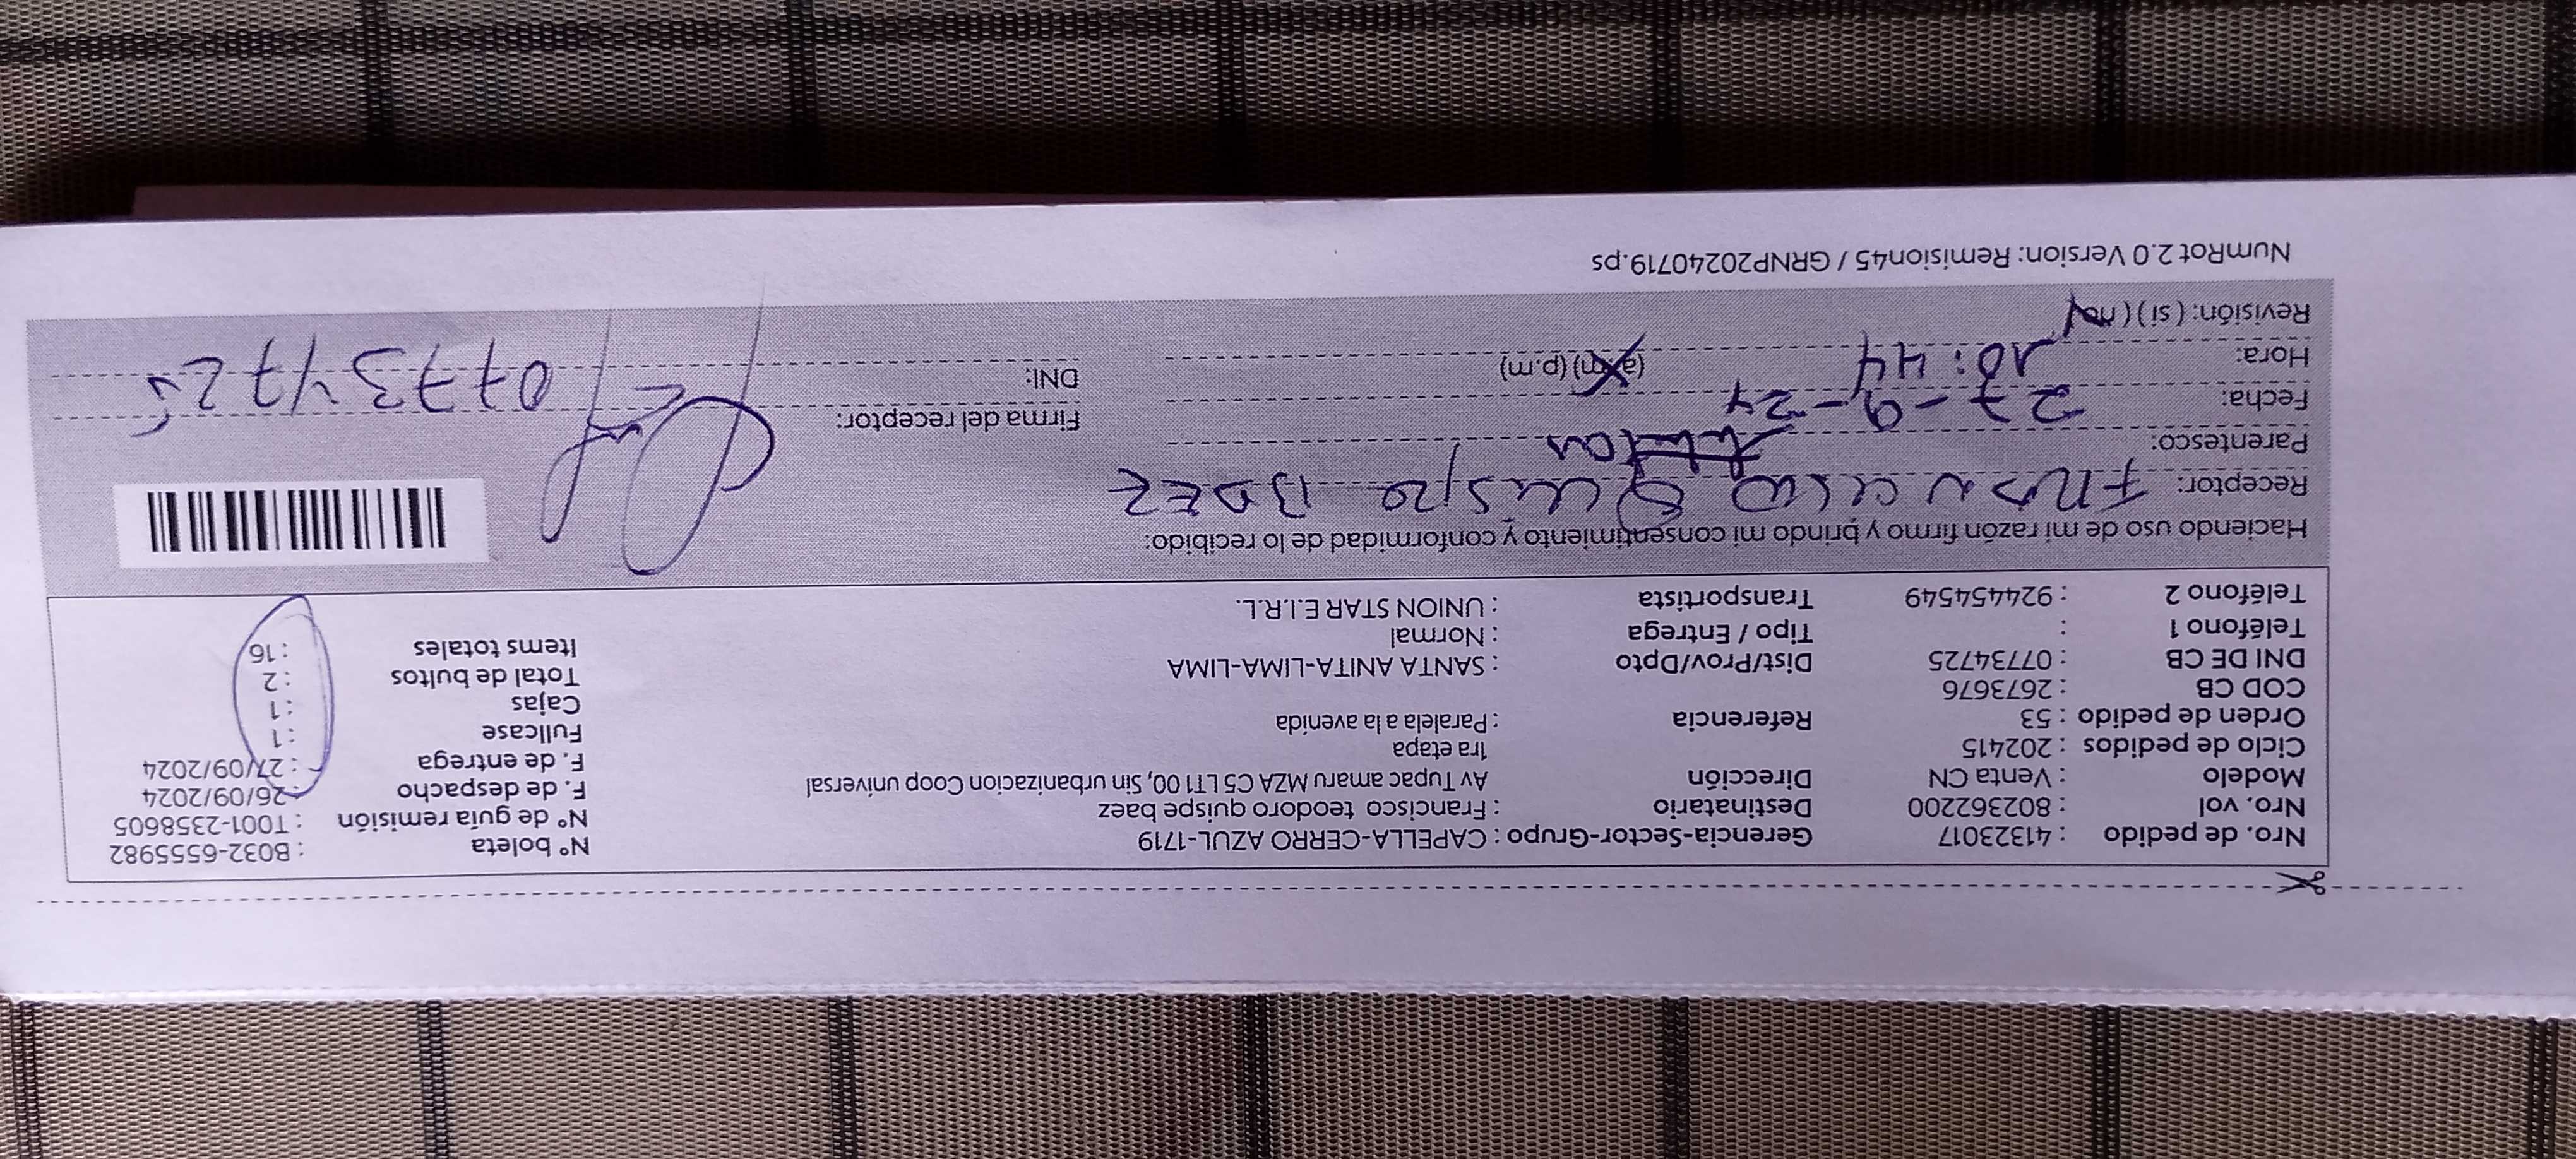 Nro. de pedido : 41323017
Nro. vol : 802362200
Modelo : Venta CN
Ciclo de pedidos : 202415
Orden de pedido : 53
COD CB : 2673676
DNI DE CB : 07734725
Teléfono 1 :
Teléfono 2 : 924454549
Gerencia-Sector-Grupo : CAPELLA-CERRO AZUL-1719
Destinatario : Francisco teodoro quispe baez
Dirección Av Tupac amaru MZA C5 LT1 00, Sin urbanizacion Coop universal
1ra etapa
Referencia : Paralela a la avenida
Dist/Prov/Dpto : SANTA ANITA-LIMA-LIMA
Tipo / Entrega : Normal
Transportista : UNION STAR E.I.R.L.
N° boleta : B032-6555982
N° de guía remisión : T001-2358605
F. de despacho : 26/09/2024
F. de entrega : 27/09/2024
Fullcase : 1
Cajas : 1
Total de bultos : 2
Items totales : 16
Haciendo uso de mi razón firmo y brindo mi consentimiento y conformidad de lo recibido:
Receptor: FRANCISCO QUISPE BAEZ
Parentesco:
Fecha: 27-9-24
Hora: 10:44 (a.m) (p.m)
Revisión: (si) (no)
Firma del receptor:
DNI: 07734725
NumRot 2.0 Version: Remision45 / GRNP20240719.ps